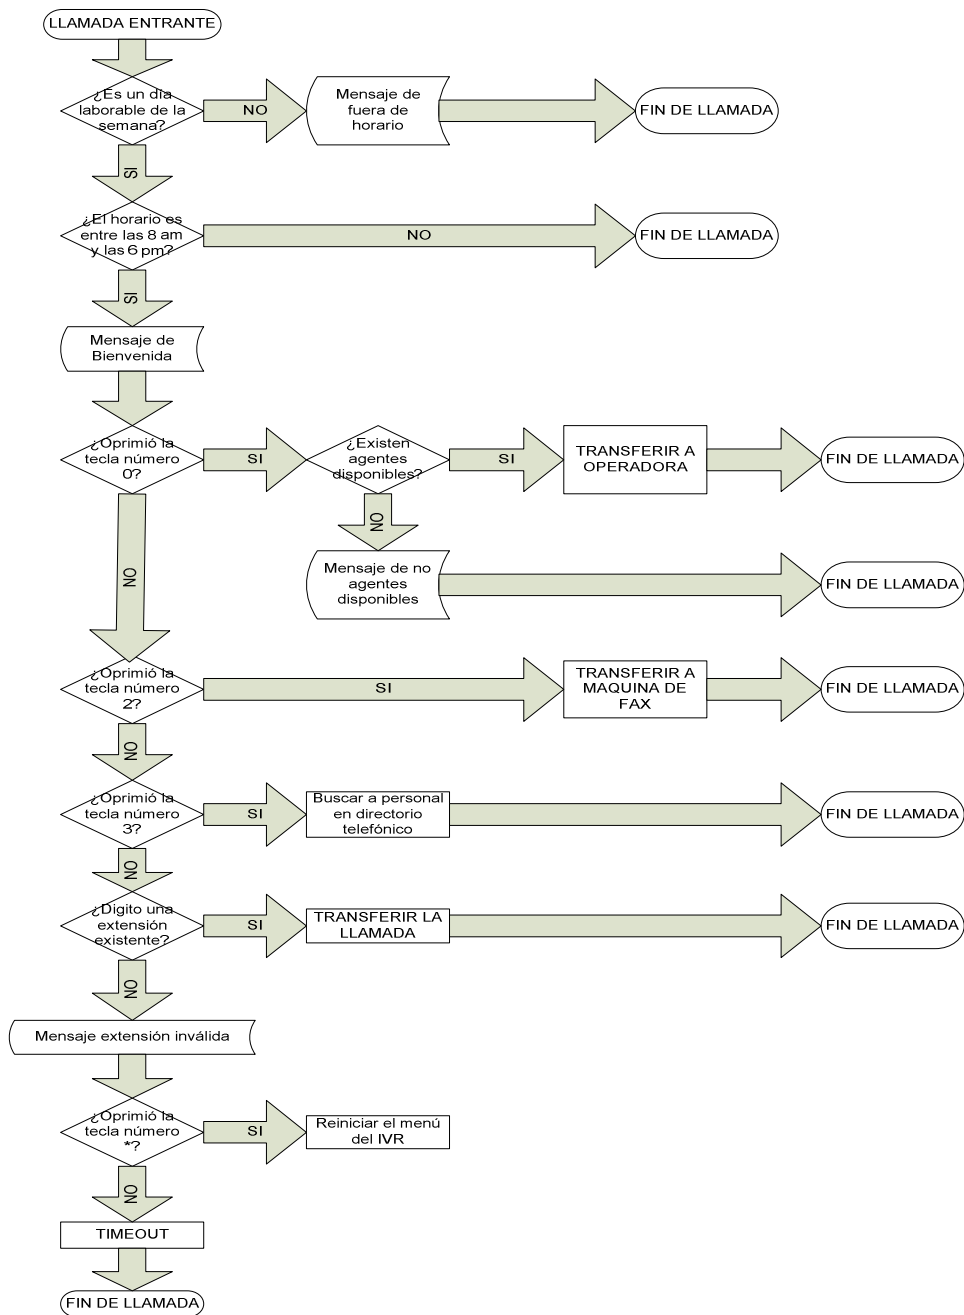 LLAMADA ENTRANTE
¿Es un día
laborable de la
semana?
NO
Mensaje de
fuera de
horario
FIN DE LLAMADA
SI
¿El horario es
entre las 8 am
y las 6 pm?
NO
FIN DE LLAMADA
SI
Mensaje de
Bienvenida
¿Oprimió la
tecla número
0?
SI
¿Existen
agentes
disponibles?
SI
TRANSFERIR A
OPERADORA
FIN DE LLAMADA
NO
NO
Mensaje de no
agentes
disponibles
FIN DE LLAMADA
¿Oprimió la
tecla número
2?
SI
TRANSFERIR A
MAQUINA DE
FAX
FIN DE LLAMADA
NO
¿Oprimió la
tecla número
3?
SI
Buscar a personal
en directorio
telefónico
FIN DE LLAMADA
NO
¿Digito una
extensión
existente?
SI
TRANSFERIR LA
LLAMADA
FIN DE LLAMADA
NO
Mensaje extensión inválida
¿Oprimió la
tecla número
*?
SI
Reiniciar el menú
del IVR
NO
TIMEOUT
FIN DE LLAMADA